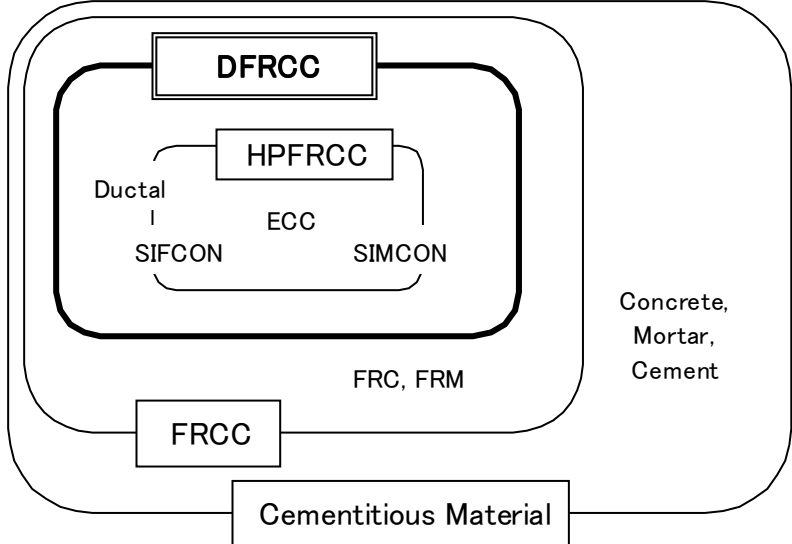 DFRCC
HPFRCC
Ductal
ECC
SIFCON
SIMCON
Concrete,
Mortar,
Cement
FRC, FRM
FRCC
Cementitious Material